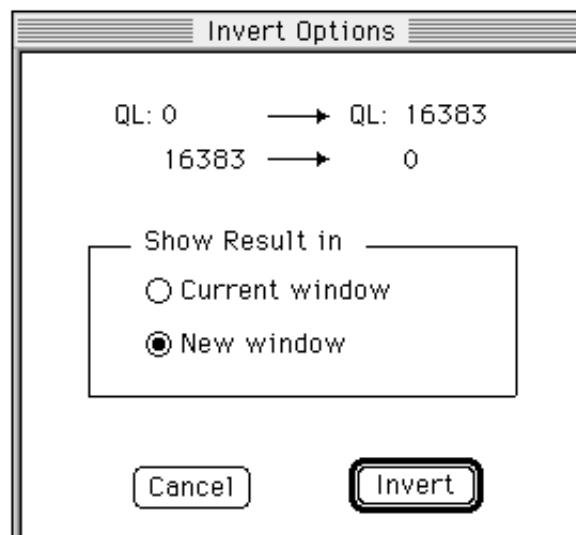 Invert Options
QL: 0 QL: 16383
16383 0
Show Result in
Current window
New window
Cancel Invert